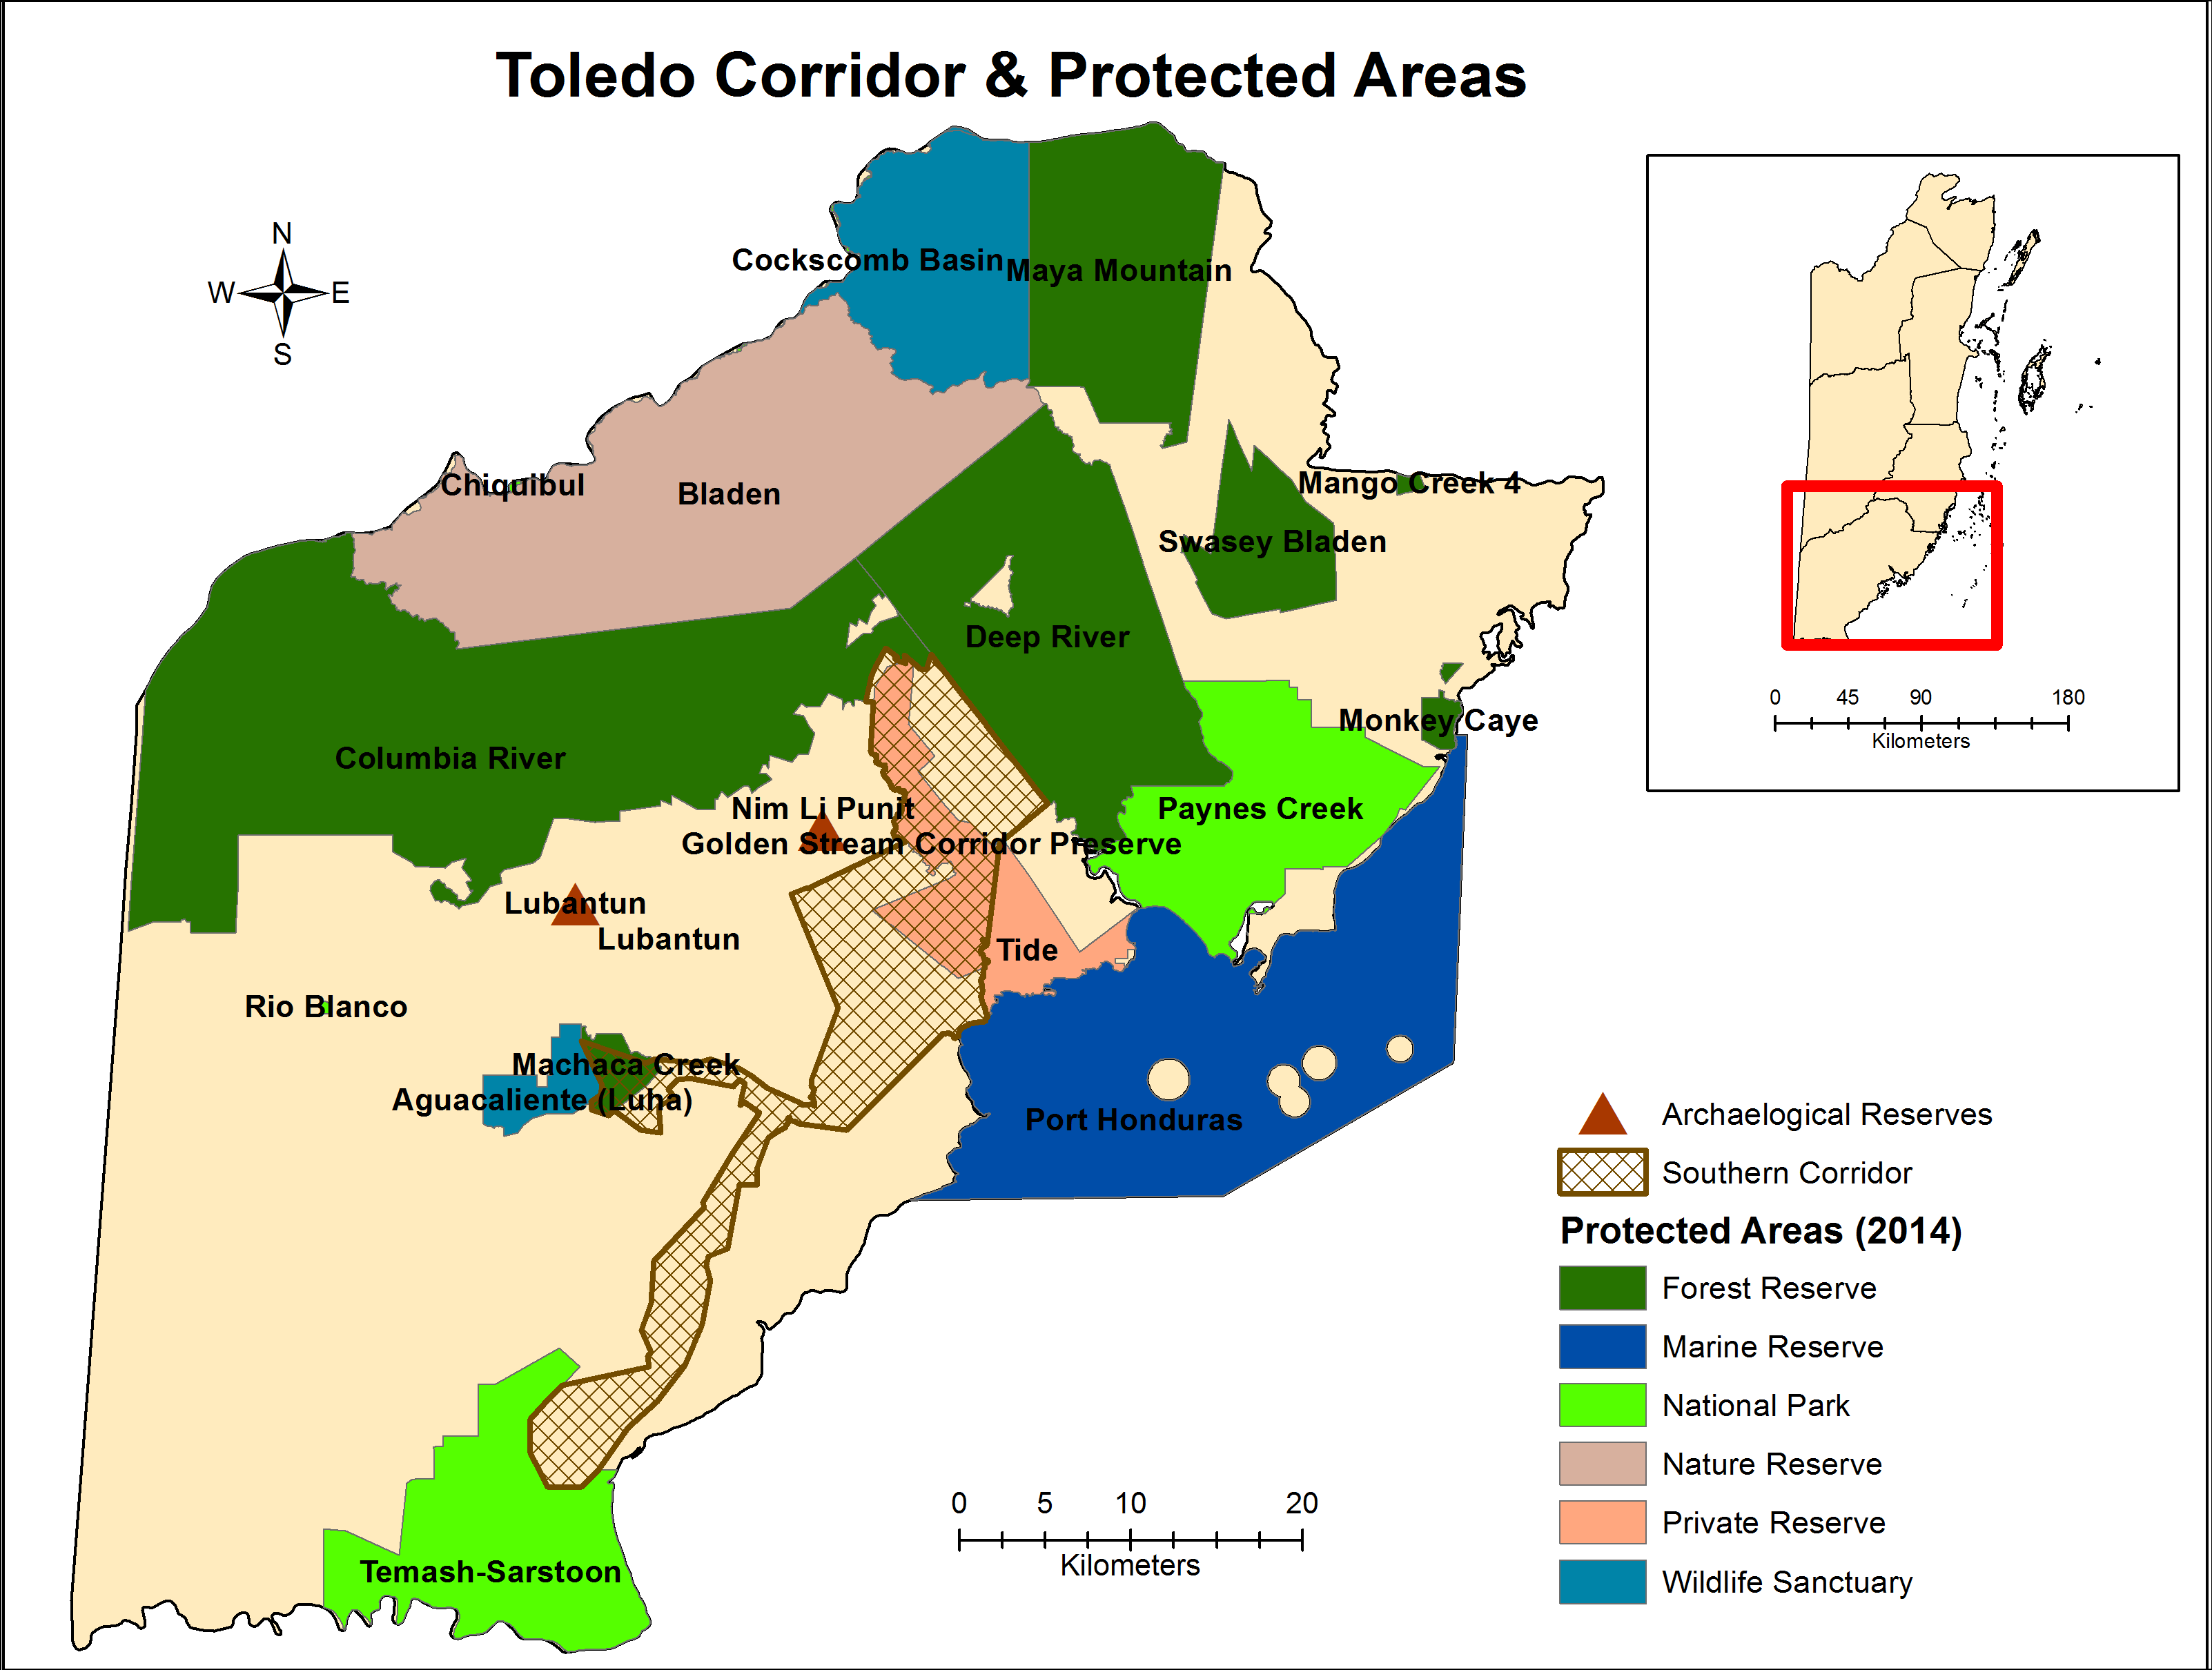 Toledo Corridor & Protected Areas
N
W
E
S
Cockscomb Basin
Maya Mountain
Chiquibul
Bladen
Mango Creek 4
Swasey Bladen
Deep River
Monkey Caye
Columbia River
Nim Li Punit
Paynes Creek
Golden Stream Corridor Preserve
Lubantun
Lubantun
Tide
Rio Blanco
Machaca Creek
Aguacaliente (Luha)
Port Honduras
Temash-Sarstoon
0 45 90 180
Kilometers
0 5 10 20
Kilometers
Archaelogical Reserves
Southern Corridor
Protected Areas (2014)
Forest Reserve
Marine Reserve
National Park
Nature Reserve
Private Reserve
Wildlife Sanctuary